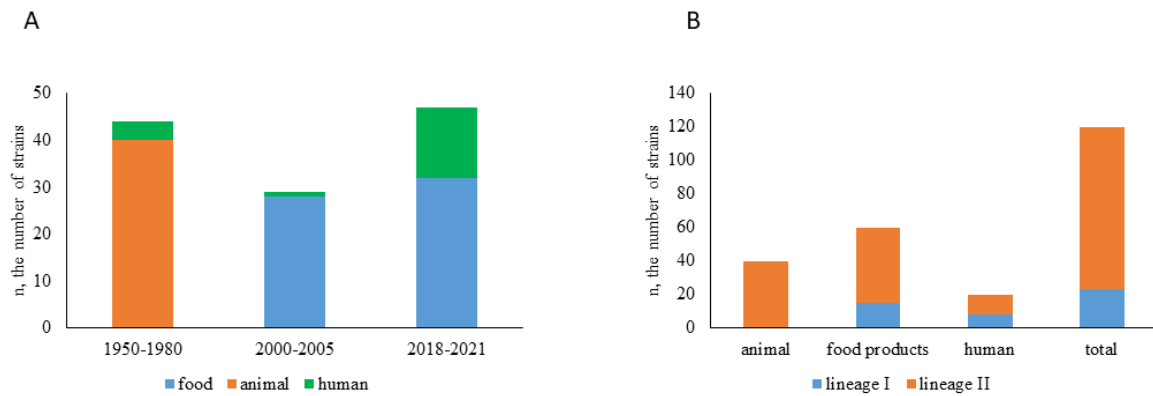 A
B
n, the number of strains
50
40
30
20
10
0
1950-1980 2000-2005 2018-2021
food animal human
n, the number of strains
140
120
100
80
60
40
20
0
animal food products human total
lineage I lineage II